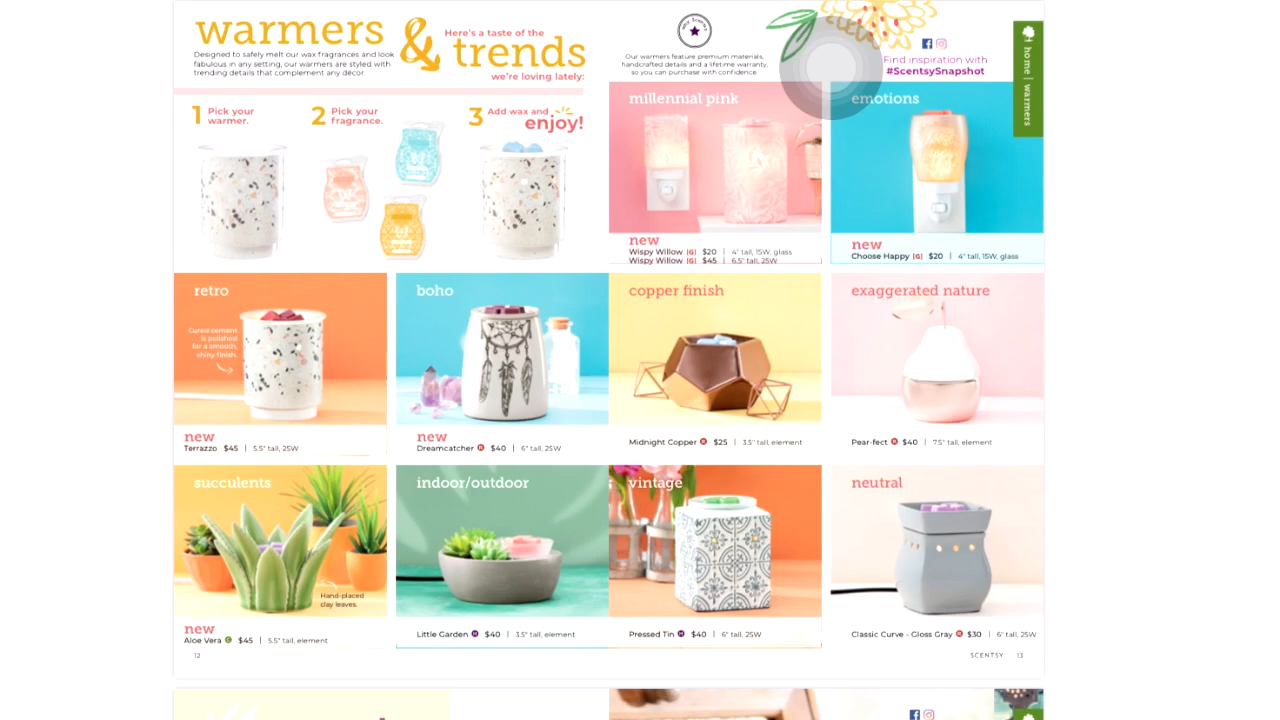 warmers
&
Here's a taste of the
trends
we're loving lately:
Designed to safely melt our wax fragrances and look
fabulous in any setting, our warmers are styled with
trending details that complement any décor.
Our warmers feature premium materials,
handcrafted details and a lifetime warranty,
so you can purchase with confidence.
Find inspiration with
#ScentsySnapshot
home | warmers
1 Pick your
warmer.
2 Pick your
fragrance.
3 Add wax and
enjoy!
millennial pink
new
Wispy Willow [G] $20 | 4" tall, 15W, glass
Wispy Willow [G] $45 | 6.5" tall, 25W
emotions
new
Choose Happy [G] $20 | 4" tall, 15W, glass
retro
Cured cement
is polished
for a smooth,
shiny finish.
new
Terrazzo $45 | 5.5" tall, 25W
boho
new
Dreamcatcher R $40 | 6" tall, 25W
copper finish
Midnight Copper R $25 | 3.5" tall, element
exaggerated nature
Pear-fect R $40 | 7.5" tall, element
succulents
Hand-placed
clay leaves.
new
Aloe Vera C $45 | 5.5" tall, element
indoor/outdoor
Little Garden H $40 | 3.5" tall, element
vintage
Pressed Tin H $40 | 6" tall, 25W
neutral
Classic Curve - Gloss Gray R $30 | 6" tall, 25W
12
SCENTSY 13